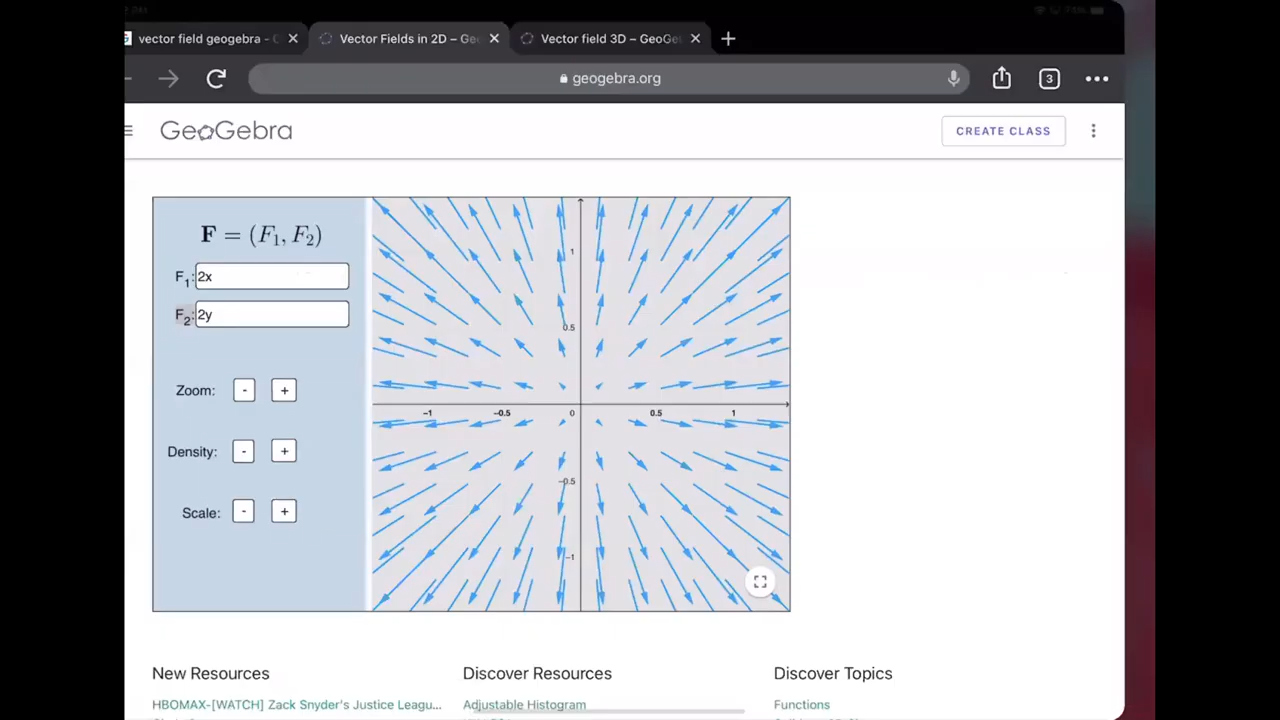 vector field geogebra -
Vector Fields in 2D – Ge
Vector field 3D – GeoGe
geogebra.org
3
GeoGebra
CREATE CLASS
F = (F1, F2)
F1: 2x
F2: 2y
Zoom: - +
Density: - +
Scale: - +
1
0.5
-1 -0.5 0 0.5 1
-0.5
-1
New Resources
Discover Resources
Discover Topics
HBOMAX-[WATCH] Zack Snyder's Justice Leagu...
Adjustable Histogram
Functions